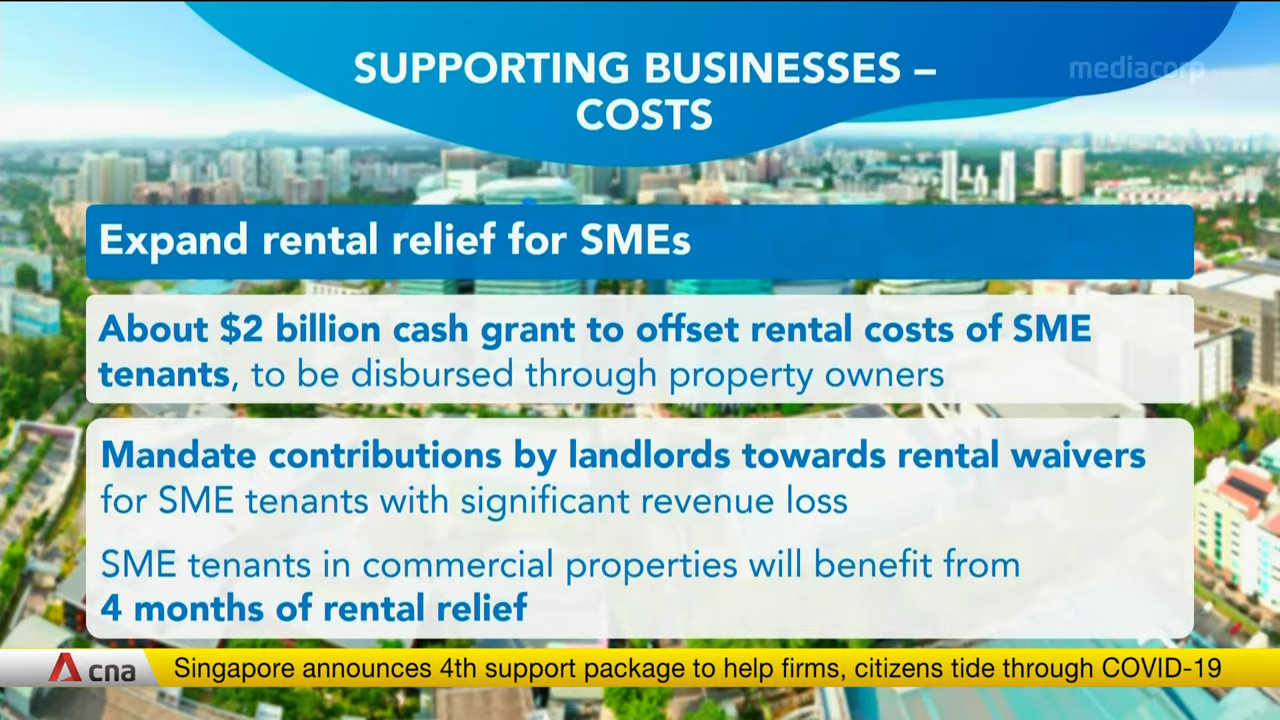 SUPPORTING BUSINESSES –
COSTS
mediacorp
Expand rental relief for SMEs
About $2 billion cash grant to offset rental costs of SME
tenants, to be disbursed through property owners
Mandate contributions by landlords towards rental waivers
for SME tenants with significant revenue loss
SME tenants in commercial properties will benefit from
4 months of rental relief
cna
Singapore announces 4th support package to help firms, citizens tide through COVID-19